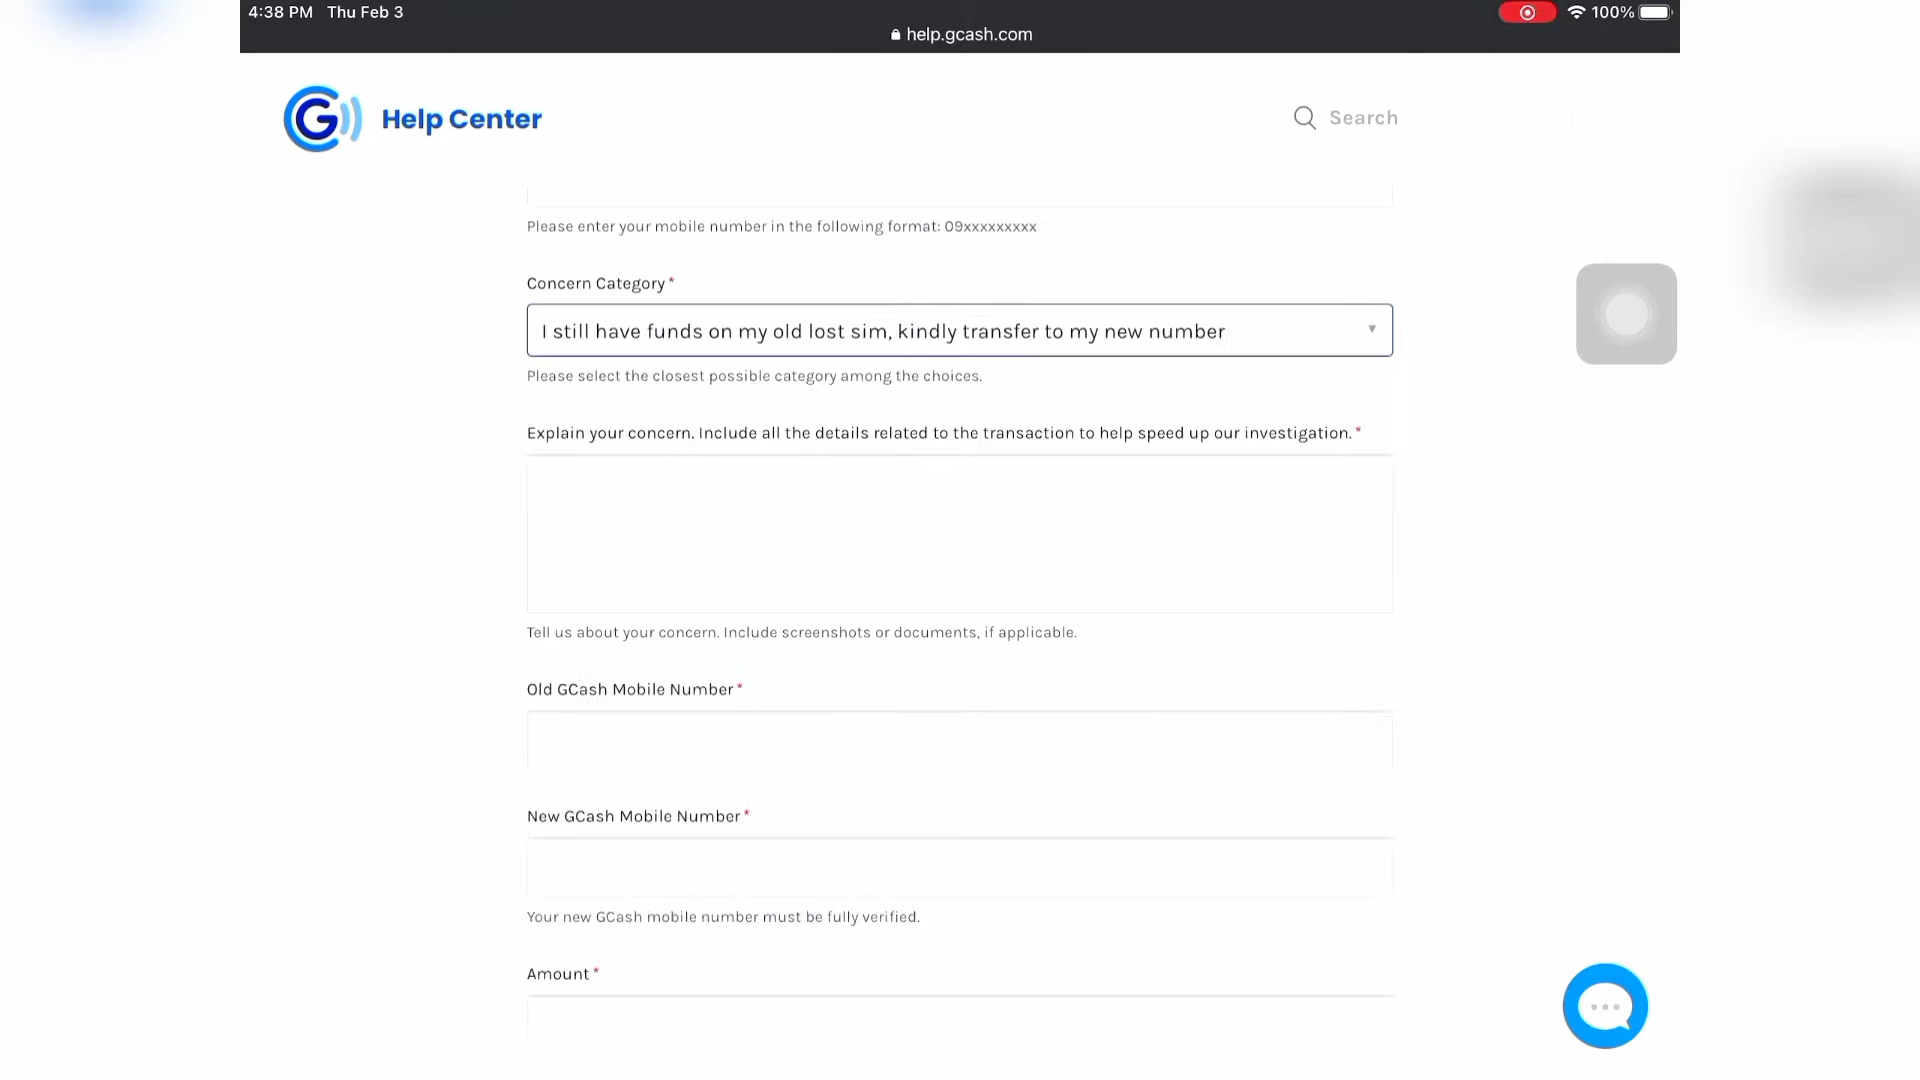 4:38 PM Thu Feb 3
100%
help.gcash.com
G
Help Center
Search
Please enter your mobile number in the following format: 09xxxxxxxxx
Concern Category *
I still have funds on my old lost sim, kindly transfer to my new number
Please select the closest possible category among the choices.
Explain your concern. Include all the details related to the transaction to help speed up our investigation. *
Tell us about your concern. Include screenshots or documents, if applicable.
Old GCash Mobile Number *
New GCash Mobile Number *
Your new GCash mobile number must be fully verified.
Amount *